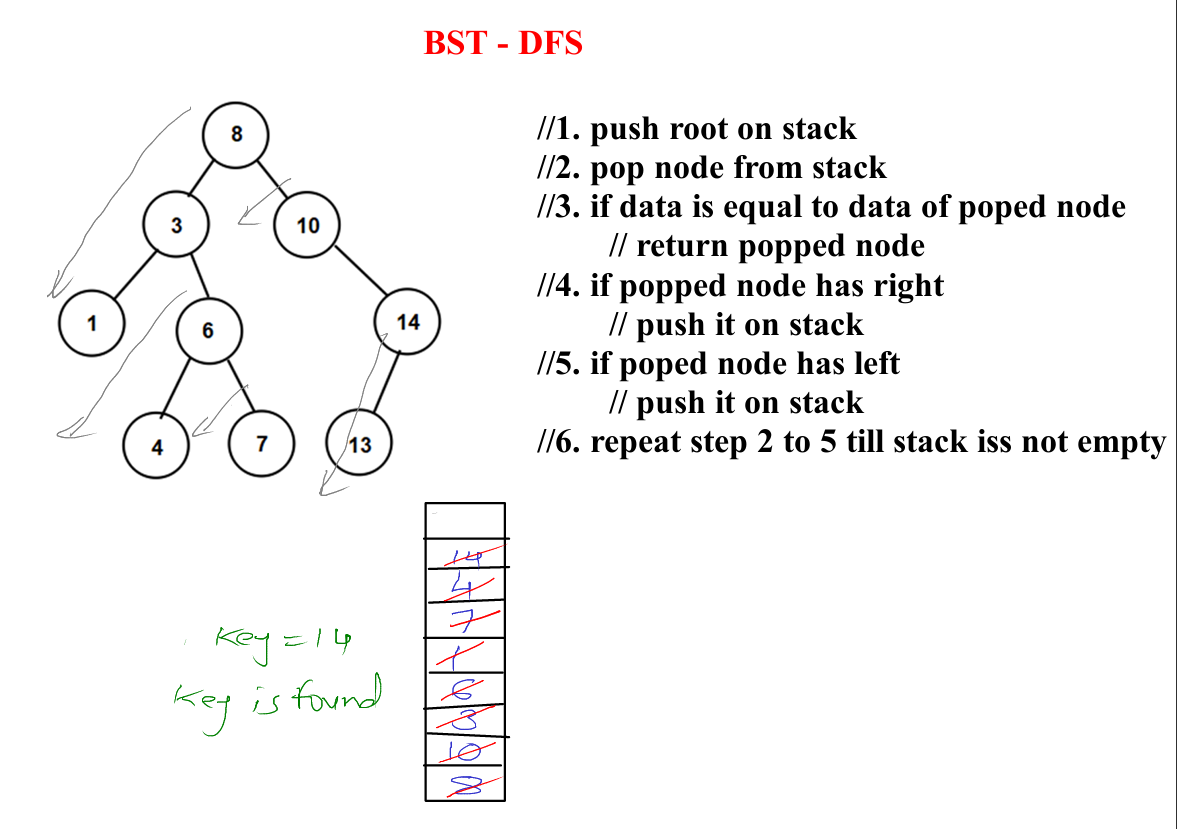 BST - DFS
8
3
10
1
6
14
4
7
13
//1. push root on stack
//2. pop node from stack
//3. if data is equal to data of poped node
// return popped node
//4. if popped node has right
// push it on stack
//5. if poped node has left
// push it on stack
//6. repeat step 2 to 5 till stack iss not empty
14
4
7
1
6
3
10
8
Key = 14
Key is found